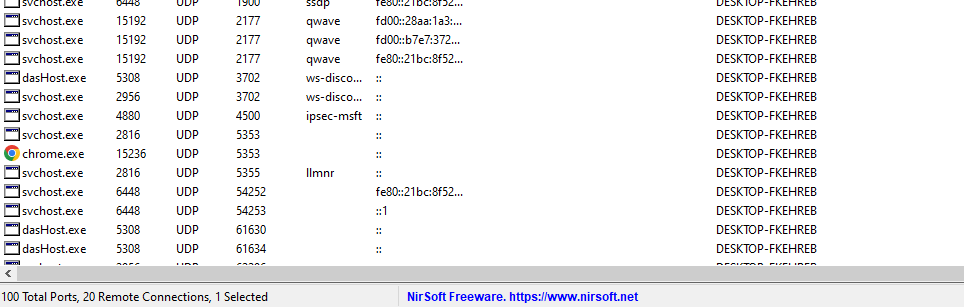 svchost.exe 6448 UDP 1900 ssdp fe80::21bc:8f52... DESKTOP-FKEHREB
svchost.exe 15192 UDP 2177 qwave fd00::28aa:1a3:... DESKTOP-FKEHREB
svchost.exe 15192 UDP 2177 qwave fd00::b7e7:372... DESKTOP-FKEHREB
svchost.exe 15192 UDP 2177 qwave fe80::21bc:8f52... DESKTOP-FKEHREB
dasHost.exe 5308 UDP 3702 ws-disco... :: DESKTOP-FKEHREB
svchost.exe 2956 UDP 3702 ws-disco... :: DESKTOP-FKEHREB
svchost.exe 4880 UDP 4500 ipsec-msft :: DESKTOP-FKEHREB
svchost.exe 2816 UDP 5353 :: DESKTOP-FKEHREB
chrome.exe 15236 UDP 5353 :: DESKTOP-FKEHREB
svchost.exe 2816 UDP 5355 llmnr :: DESKTOP-FKEHREB
svchost.exe 6448 UDP 54252 fe80::21bc:8f52... DESKTOP-FKEHREB
svchost.exe 6448 UDP 54253 ::1 DESKTOP-FKEHREB
dasHost.exe 5308 UDP 61630 :: DESKTOP-FKEHREB
dasHost.exe 5308 UDP 61634 :: DESKTOP-FKEHREB
100 Total Ports, 20 Remote Connections, 1 Selected NirSoft Freeware. https://www.nirsoft.net